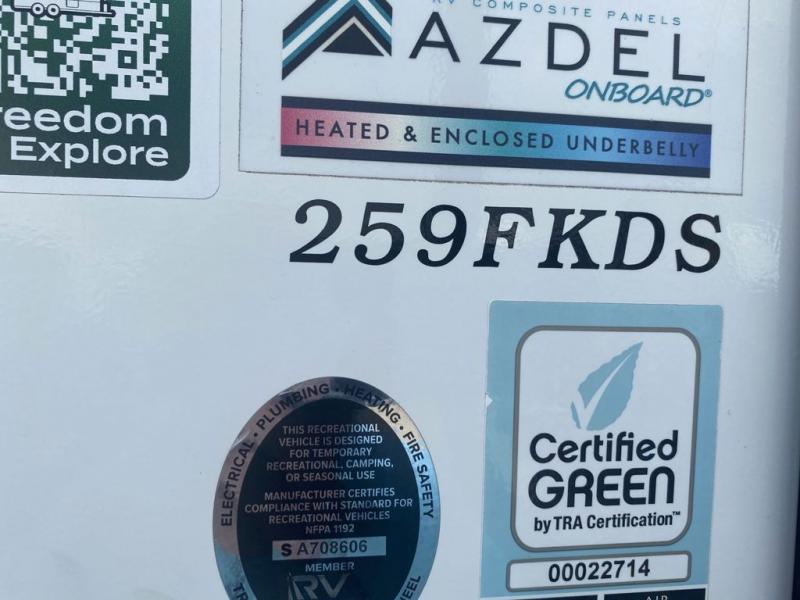 RV COMPOSITE PANELS
AZDEL
ONBOARD®
HEATED & ENCLOSED UNDERBELLY
reedom
Explore
259FKDS
Certified
GREEN
by TRA Certification™
00022714
ELECTRICAL • PLUMBING • HEATING • FIRE SAFETY
THIS RECREATIONAL
VEHICLE IS DESIGNED
FOR TEMPORARY
RECREATIONAL, CAMPING,
OR SEASONAL USE
MANUFACTURER CERTIFIES
COMPLIANCE WITH STANDARD FOR
RECREATIONAL VEHICLES
NFPA 1192
S A708606
MEMBER
RV